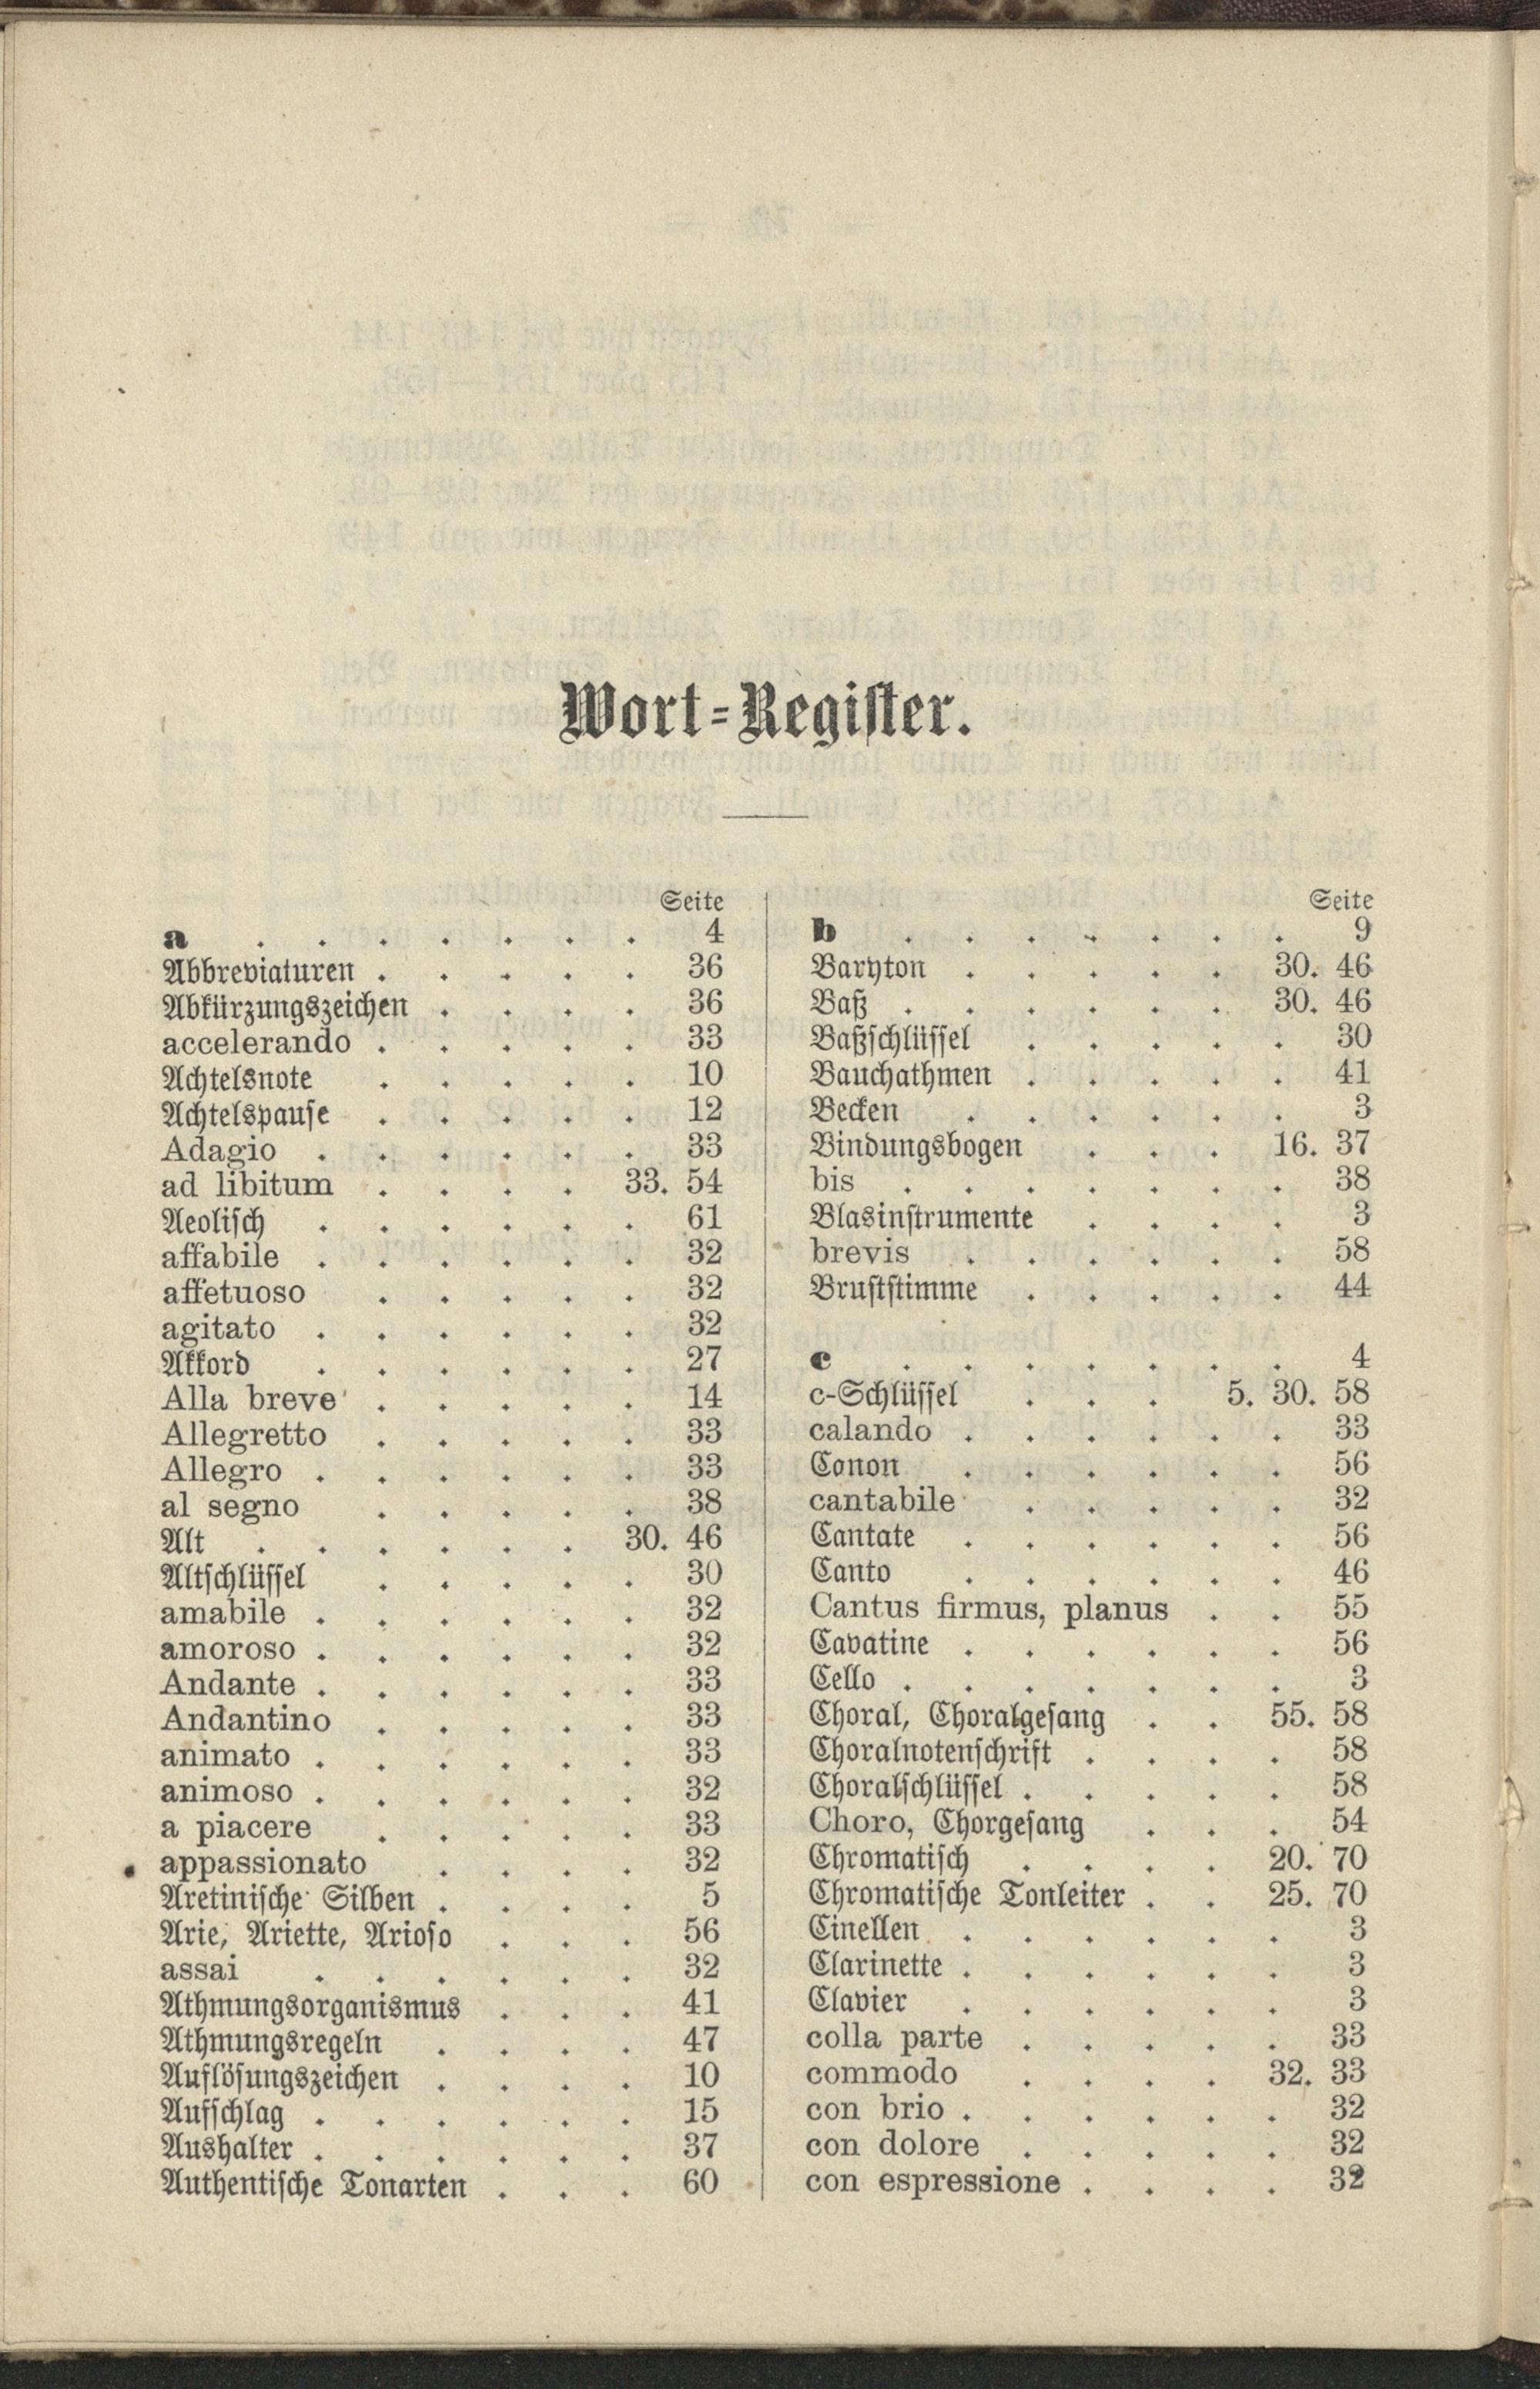 Wort-Register.
Seite
a . . . . . . . 4
Abbreviaturen . . . . . 36
Abkürzungszeichen . . . . 36
accelerando . . . . . 33
Achtelsnote . . . . . 10
Achtelspause . . . . . 12
Adagio . . . . . . 33
ad libitum . . . . 33. 54
Aeolisch . . . . . . 61
affabile . . . . . . 32
affetuoso . . . . . 32
agitato . . . . . . 32
Akkord . . . . . . 27
Alla breve . . . . . 14
Allegretto . . . . . 33
Allegro . . . . . . 33
al segno . . . . . 38
Alt . . . . . . 30. 46
Altschlüssel . . . . . 30
amabile . . . . . . 32
amoroso . . . . . . 32
Andante . . . . . . 33
Andantino . . . . . 33
animato . . . . . . 33
animoso . . . . . . 32
a piacere . . . . . 33
appassionato . . . . 32
Aretinische Silben . . . . 5
Arie, Ariette, Arioso . . . 56
assai . . . . . . 32
Athmungsorganismus . . . 41
Athmungsregeln . . . . 47
Auflösungszeichen . . . . 10
Aufschlag . . . . . . 15
Aushalter . . . . . . 37
Authentische Tonarten . . . 60
Seite
b . . . . . . . 9
Baryton . . . . . 30. 46
Baß . . . . . . 30. 46
Baßschlüssel . . . . . 30
Bauchathmen . . . . . 41
Becken . . . . . . 3
Bindungsbogen . . . 16. 37
bis . . . . . . . 38
Blasinstrumente . . . . 3
brevis . . . . . . 58
Bruststimme . . . . . 44
c . . . . . . . 4
c-Schlüssel . . . 5. 30. 58
calando . . . . . . 33
Conon . . . . . . 56
cantabile . . . . . 32
Cantate . . . . . . 56
Canto . . . . . . 46
Cantus firmus, planus . . 55
Cavatine . . . . . . 56
Cello . . . . . . . 3
Choral, Choralgesang . . 55. 58
Choralnotenschrift . . . . 58
Choralschlüssel . . . . . 58
Choro, Chorgesang . . . 54
Chromatisch . . . . 20. 70
Chromatische Tonleiter . . 25. 70
Cinellen . . . . . . 3
Clarinette . . . . . . 3
Clavier . . . . . . 3
colla parte . . . . . 33
commodo . . . . 32. 33
con brio . . . . . . 32
con dolore . . . . . 32
con espressione . . . . 32